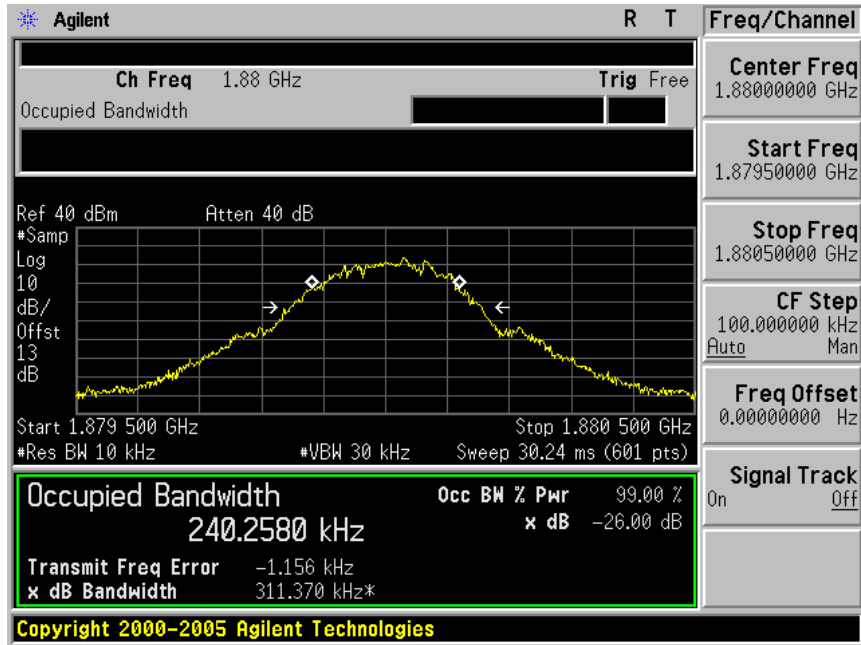 Agilent R T Freq/Channel
Ch Freq 1.88 GHz Trig Free
Occupied Bandwidth
Center Freq
1.88000000 GHz
Start Freq
1.87950000 GHz
Stop Freq
1.88050000 GHz
CF Step
100.000000 kHz
Auto Man
Freq Offset
0.00000000 Hz
Signal Track
On Off
Ref 40 dBm Atten 40 dB
#Samp
Log
10
dB/
Offst
13
dB
Start 1.879 500 GHz Stop 1.880 500 GHz
#Res BW 10 kHz #VBW 30 kHz Sweep 30.24 ms (601 pts)
Occupied Bandwidth Occ BW % Pwr 99.00 %
240.2580 kHz x dB -26.00 dB
Transmit Freq Error -1.156 kHz
x dB Bandwidth 311.370 kHz*
Copyright 2000-2005 Agilent Technologies